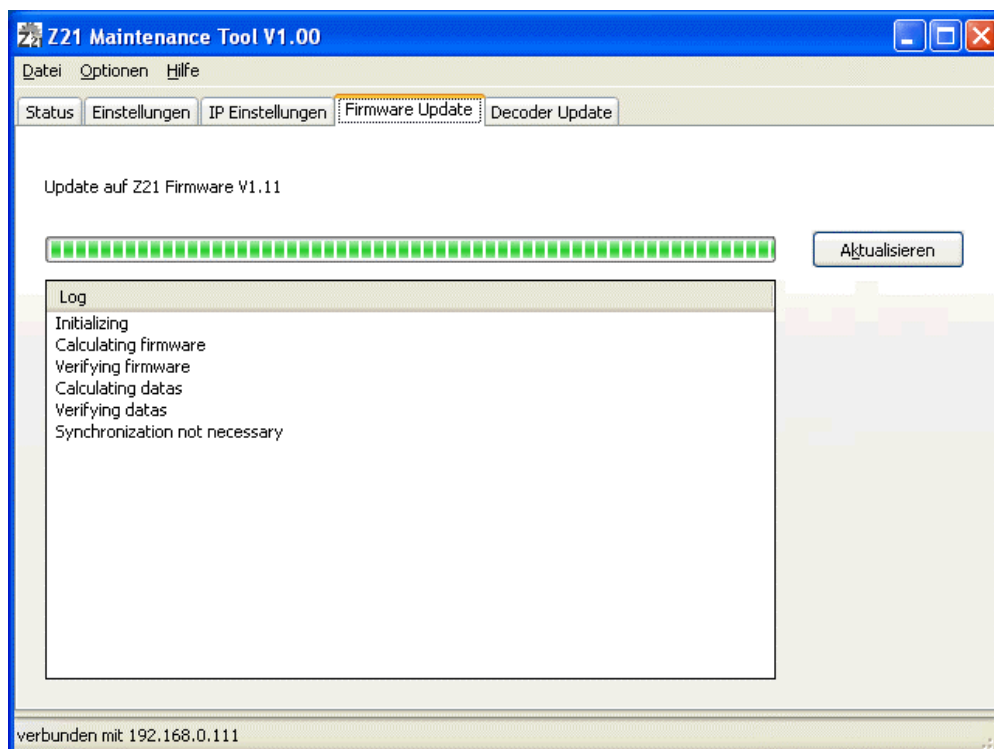 Z21 Maintenance Tool V1.00
Datei Optionen Hilfe
Status Einstellungen IP Einstellungen Firmware Update Decoder Update
Update auf Z21 Firmware V1.11
Aktualisieren
Log
Initializing
Calculating firmware
Verifying firmware
Calculating datas
Verifying datas
Synchronization not necessary
verbunden mit 192.168.0.111